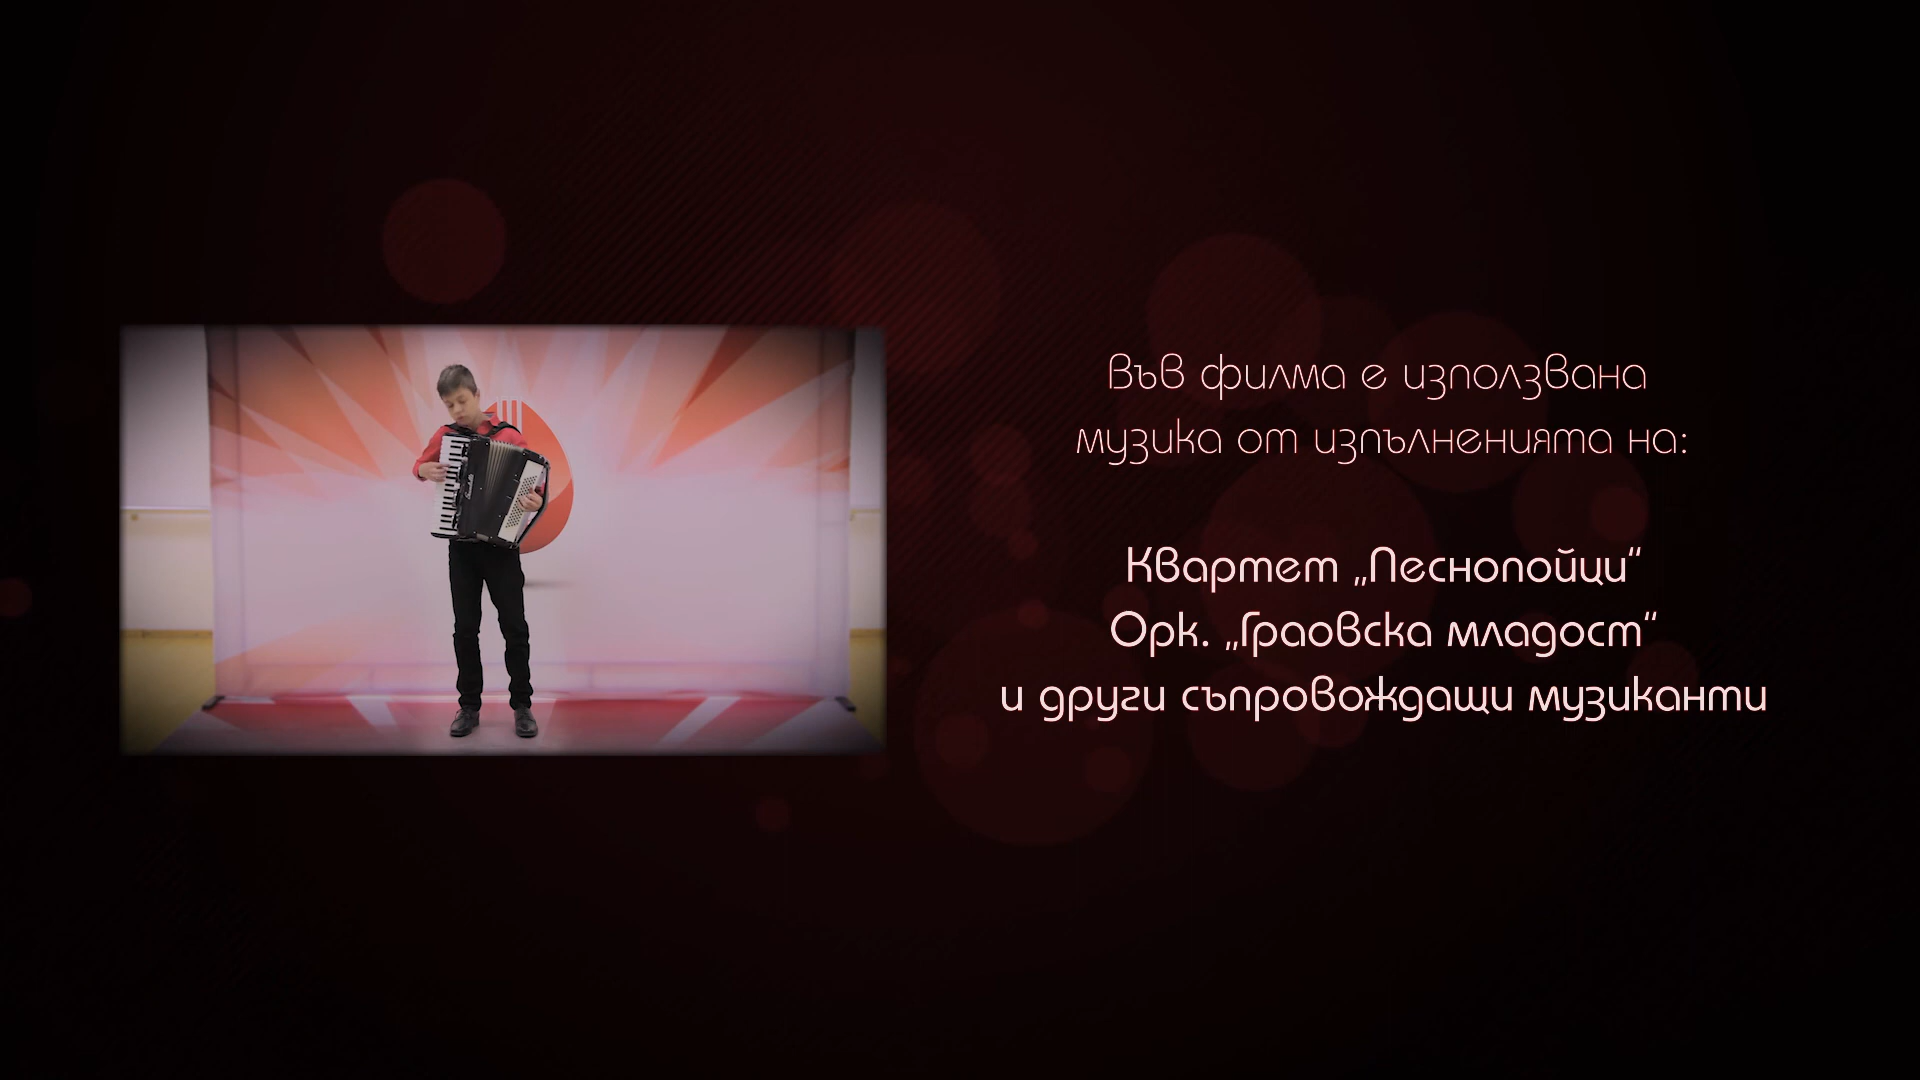 Във филма е използвана
музика от изпълненията на:
Квартет „Песнопойци“
Орк. „Граовска младост“
и други съпровождащи музиканти